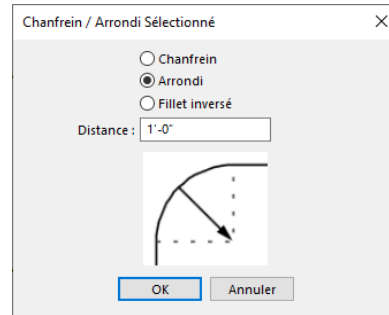 Chanfrein / Arrondi Sélectionné
Chanfrein
Arrondi
Fillet inversé
Distance : 1'-0"
OK Annuler